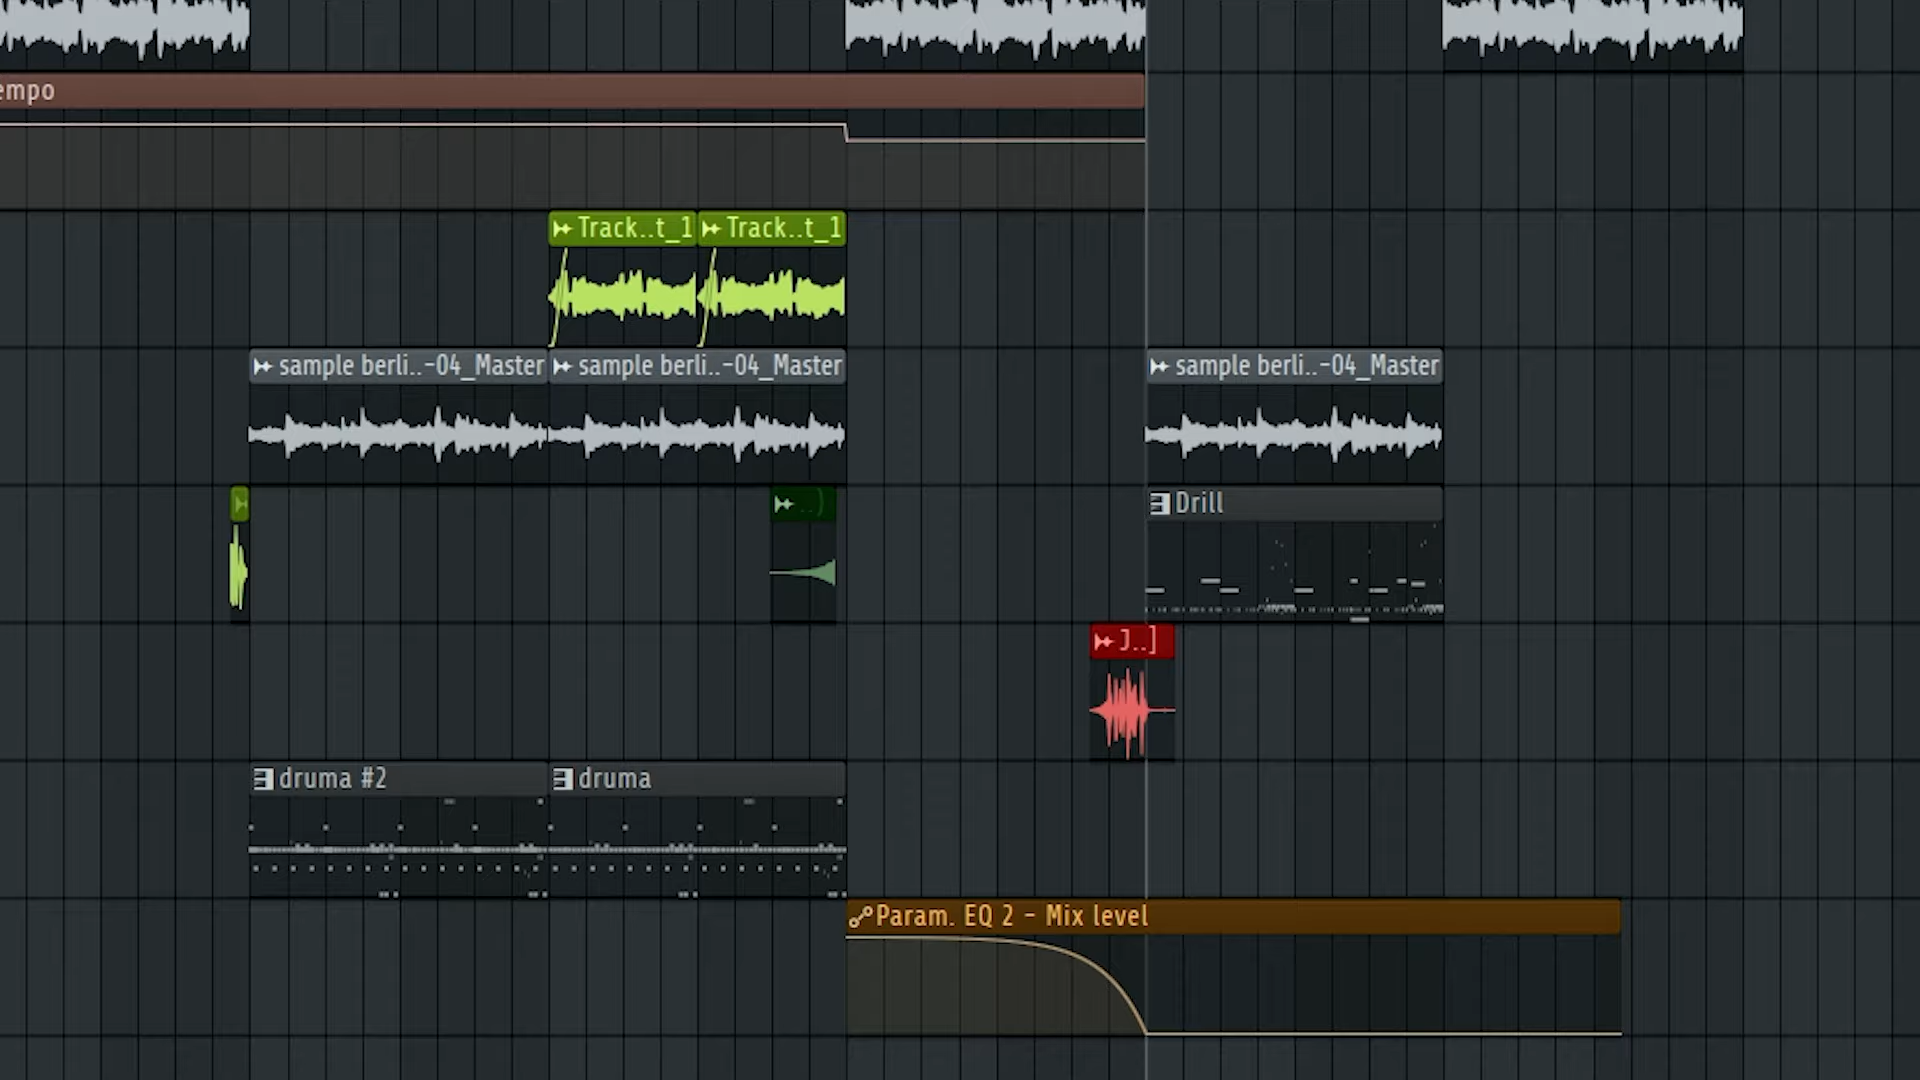 empo
Track..t_1
Track..t_1
sample berli..-04_Master
sample berli..-04_Master
sample berli..-04_Master
..)
Drill
J..]
druma #2
druma
Param. EQ 2 - Mix level